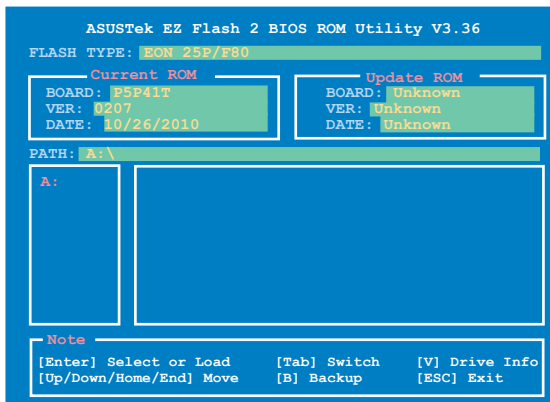 ASUSTek EZ Flash 2 BIOS ROM Utility V3.36
FLASH TYPE: EON 25P/F80
Current ROM
BOARD: P5P41T
VER: 0207
DATE: 10/26/2010
Update ROM
BOARD: Unknown
VER: Unknown
DATE: Unknown
PATH: A:\
A:
Note
[Enter] Select or Load [Tab] Switch [V] Drive Info
[Up/Down/Home/End] Move [B] Backup [ESC] Exit